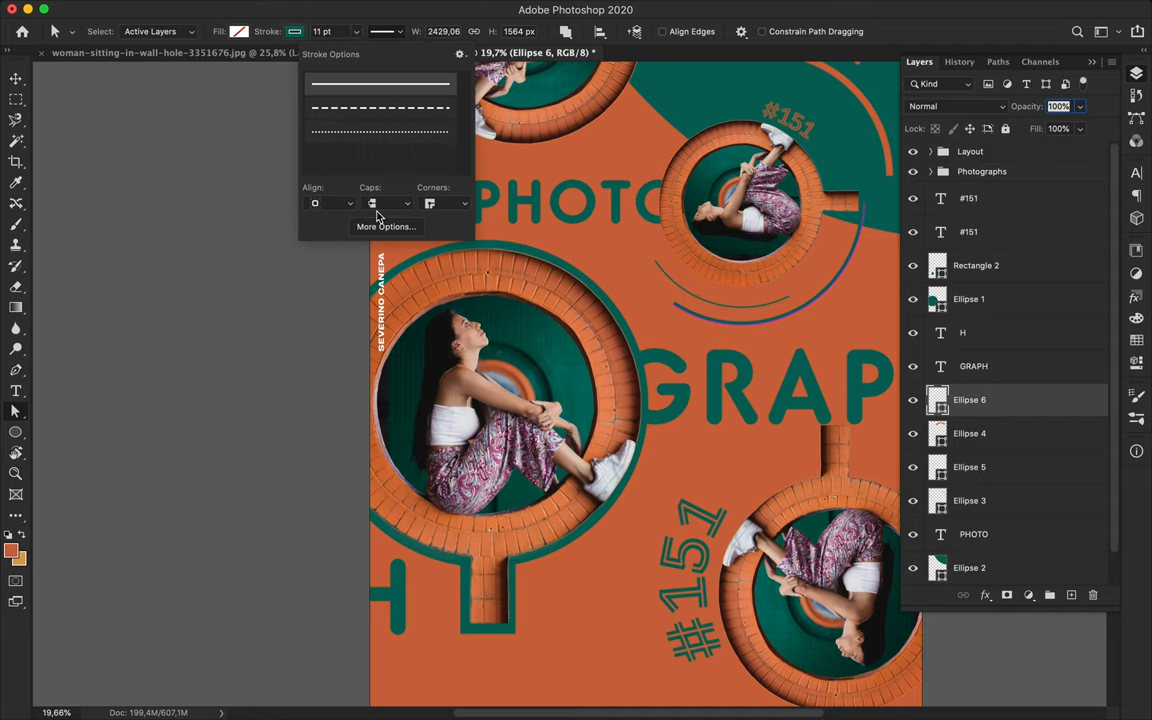 Adobe Photoshop 2020
Select: Active Layers Fill: Stroke: 11 pt W: 2429,06 H: 1564 px Align Edges Constrain Path Dragging
woman-sitting-in-wall-hole-3351676.jpg @ 25,8% (L
19,7% (Ellipse 6, RGB/8) *
Stroke Options
Align: Caps: Corners:
More Options...
Layers History Paths Channels
Kind
Normal Opacity: 100%
Lock: Fill: 100%
Layout
Photographs
#151
#151
Rectangle 2
Ellipse 1
H
GRAPH
Ellipse 6
Ellipse 4
Ellipse 5
Ellipse 3
PHOTO
Ellipse 2
#151
PHOTO
SEVERINO CANEPA
GRAP
H
#151
19,66% Doc: 199,4M/607,1M